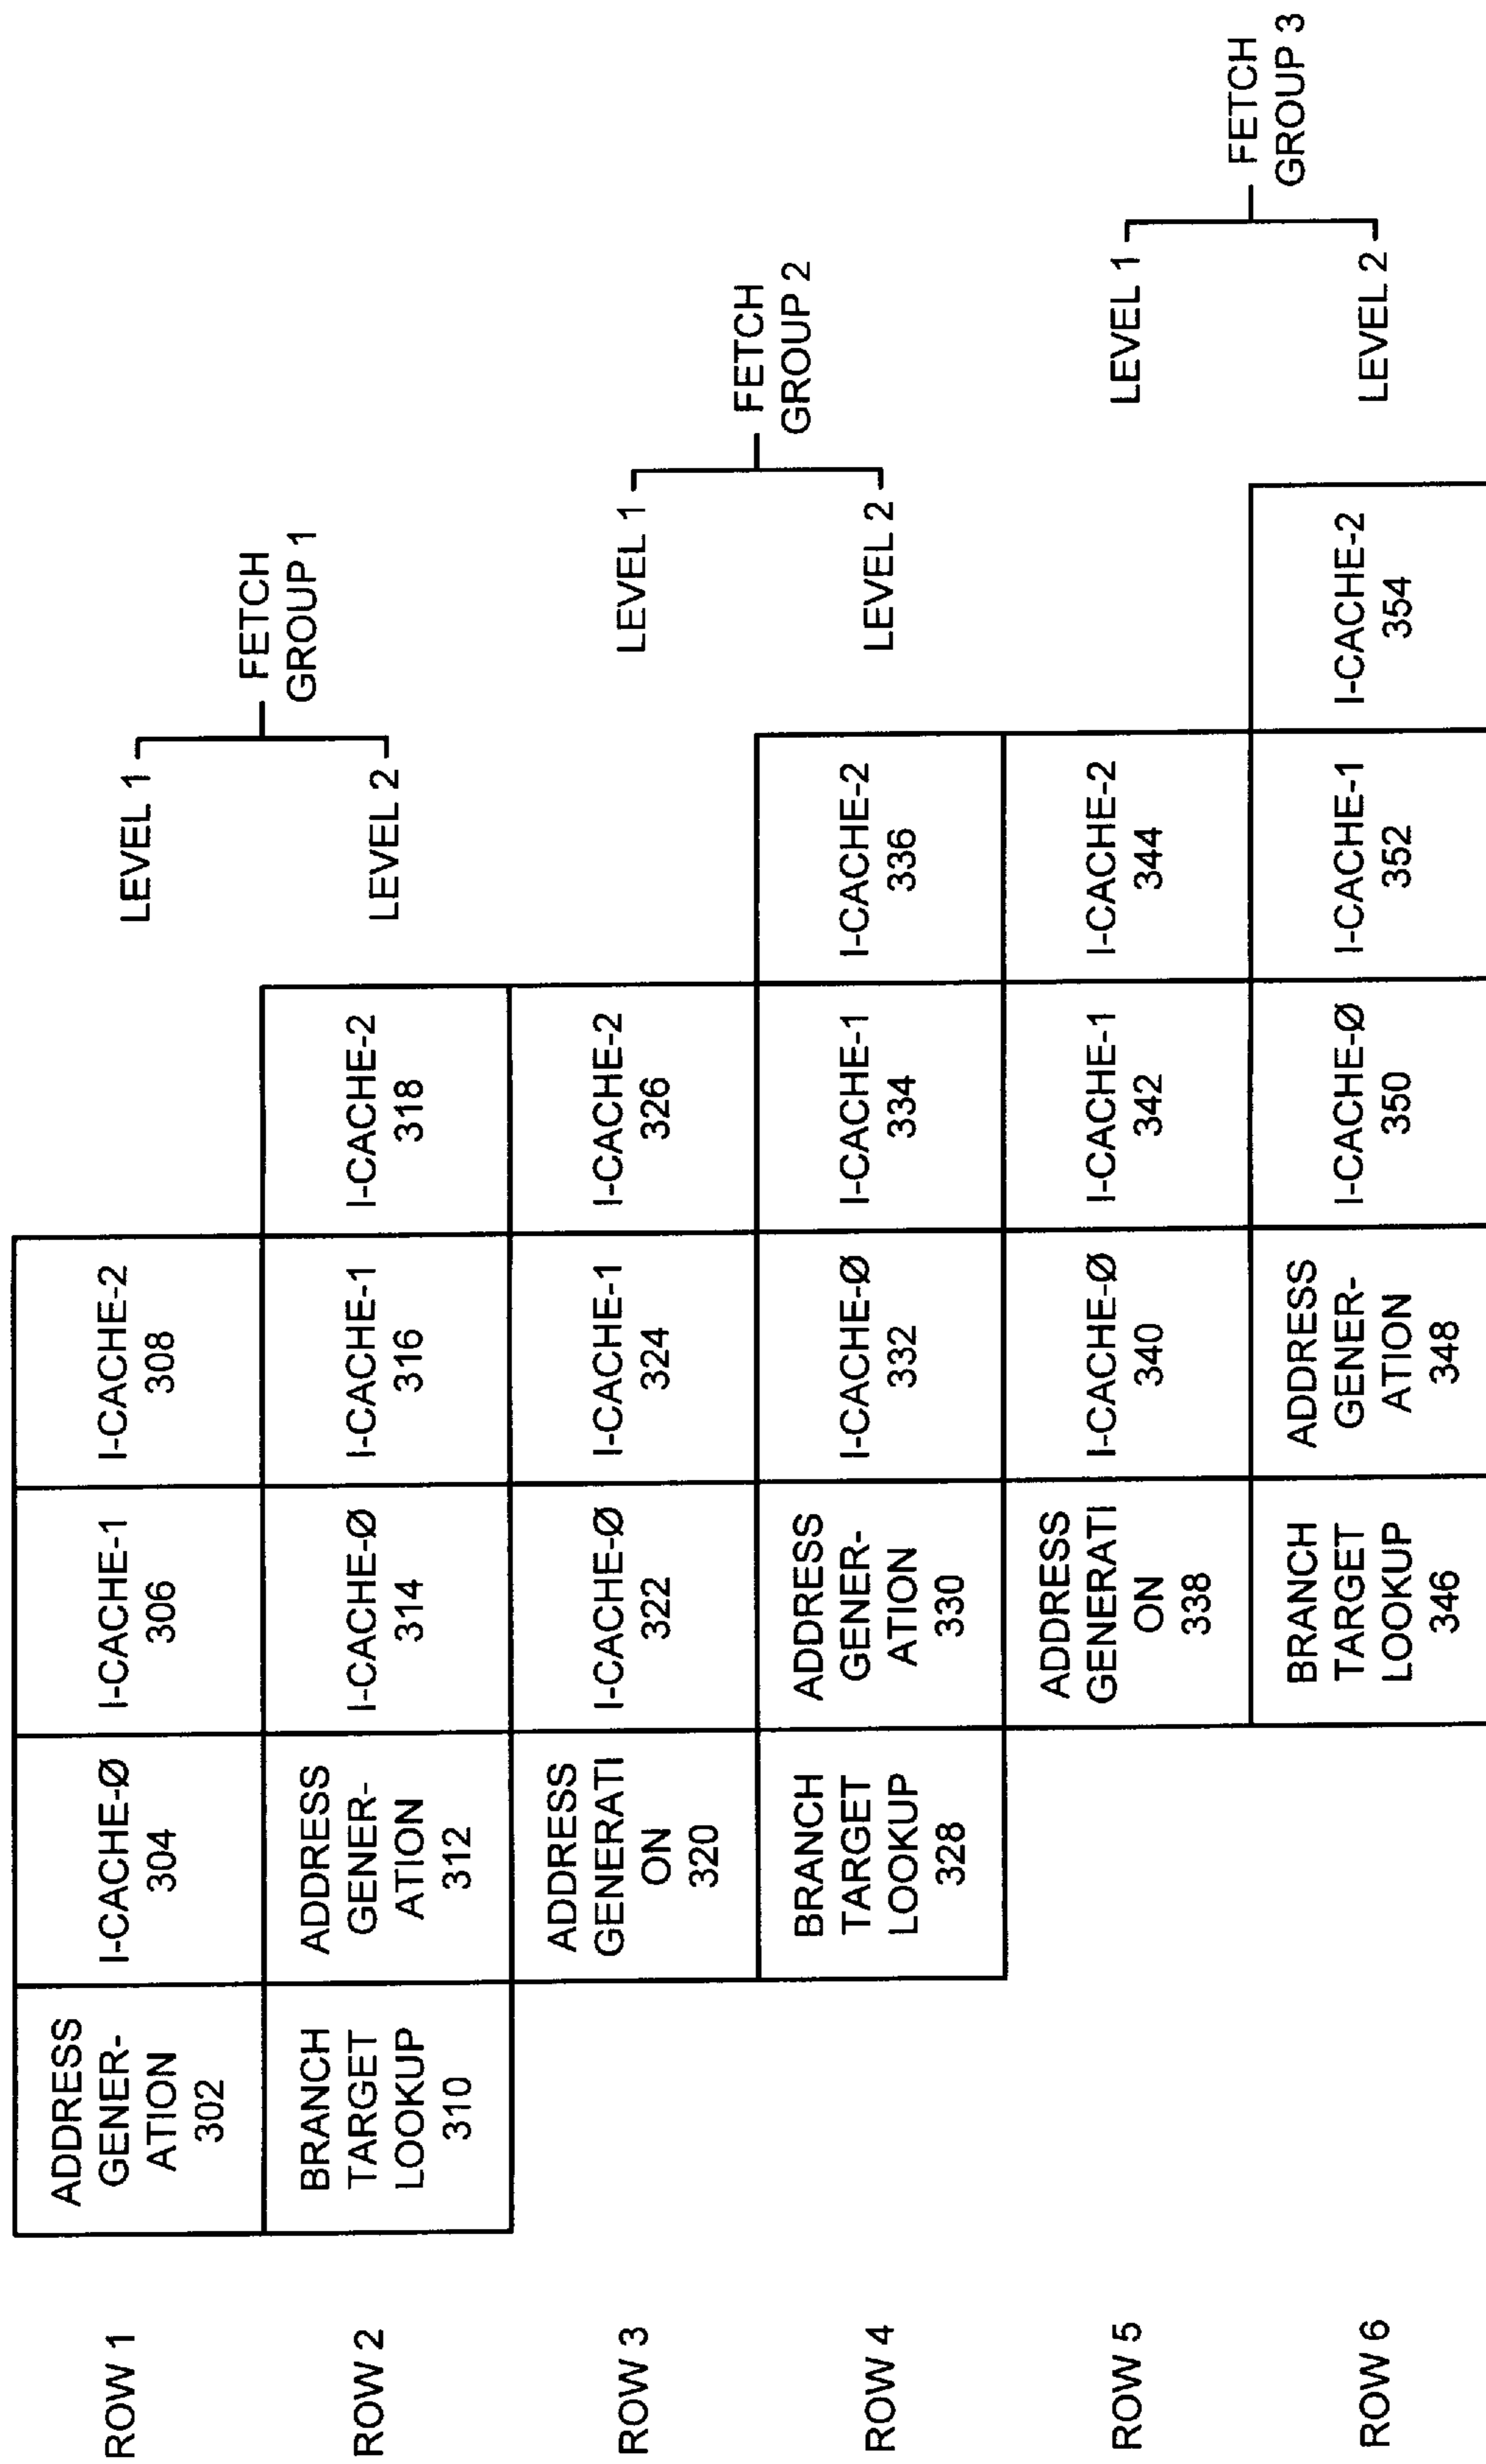 ROW 1
ADDRESS
GENER-
ATION
302
I-CACHE-Ø
304
I-CACHE-1
306
I-CACHE-2
308
LEVEL 1
ROW 2
BRANCH
TARGET
LOOKUP
310
ADDRESS
GENER-
ATION
312
I-CACHE-Ø
314
I-CACHE-1
316
I-CACHE-2
318
LEVEL 2
FETCH
GROUP 1
ROW 3
ADDRESS
GENERATI
ON
320
I-CACHE-Ø
322
I-CACHE-1
324
I-CACHE-2
326
LEVEL 1
ROW 4
BRANCH
TARGET
LOOKUP
328
ADDRESS
GENER-
ATION
330
I-CACHE-Ø
332
I-CACHE-1
334
I-CACHE-2
336
LEVEL 2
FETCH
GROUP 2
ROW 5
ADDRESS
GENERATI
ON
338
I-CACHE-Ø
340
I-CACHE-1
342
I-CACHE-2
344
LEVEL 1
ROW 6
BRANCH
TARGET
LOOKUP
346
ADDRESS
GENER-
ATION
348
I-CACHE-Ø
350
I-CACHE-1
352
I-CACHE-2
354
LEVEL 2
FETCH
GROUP 3